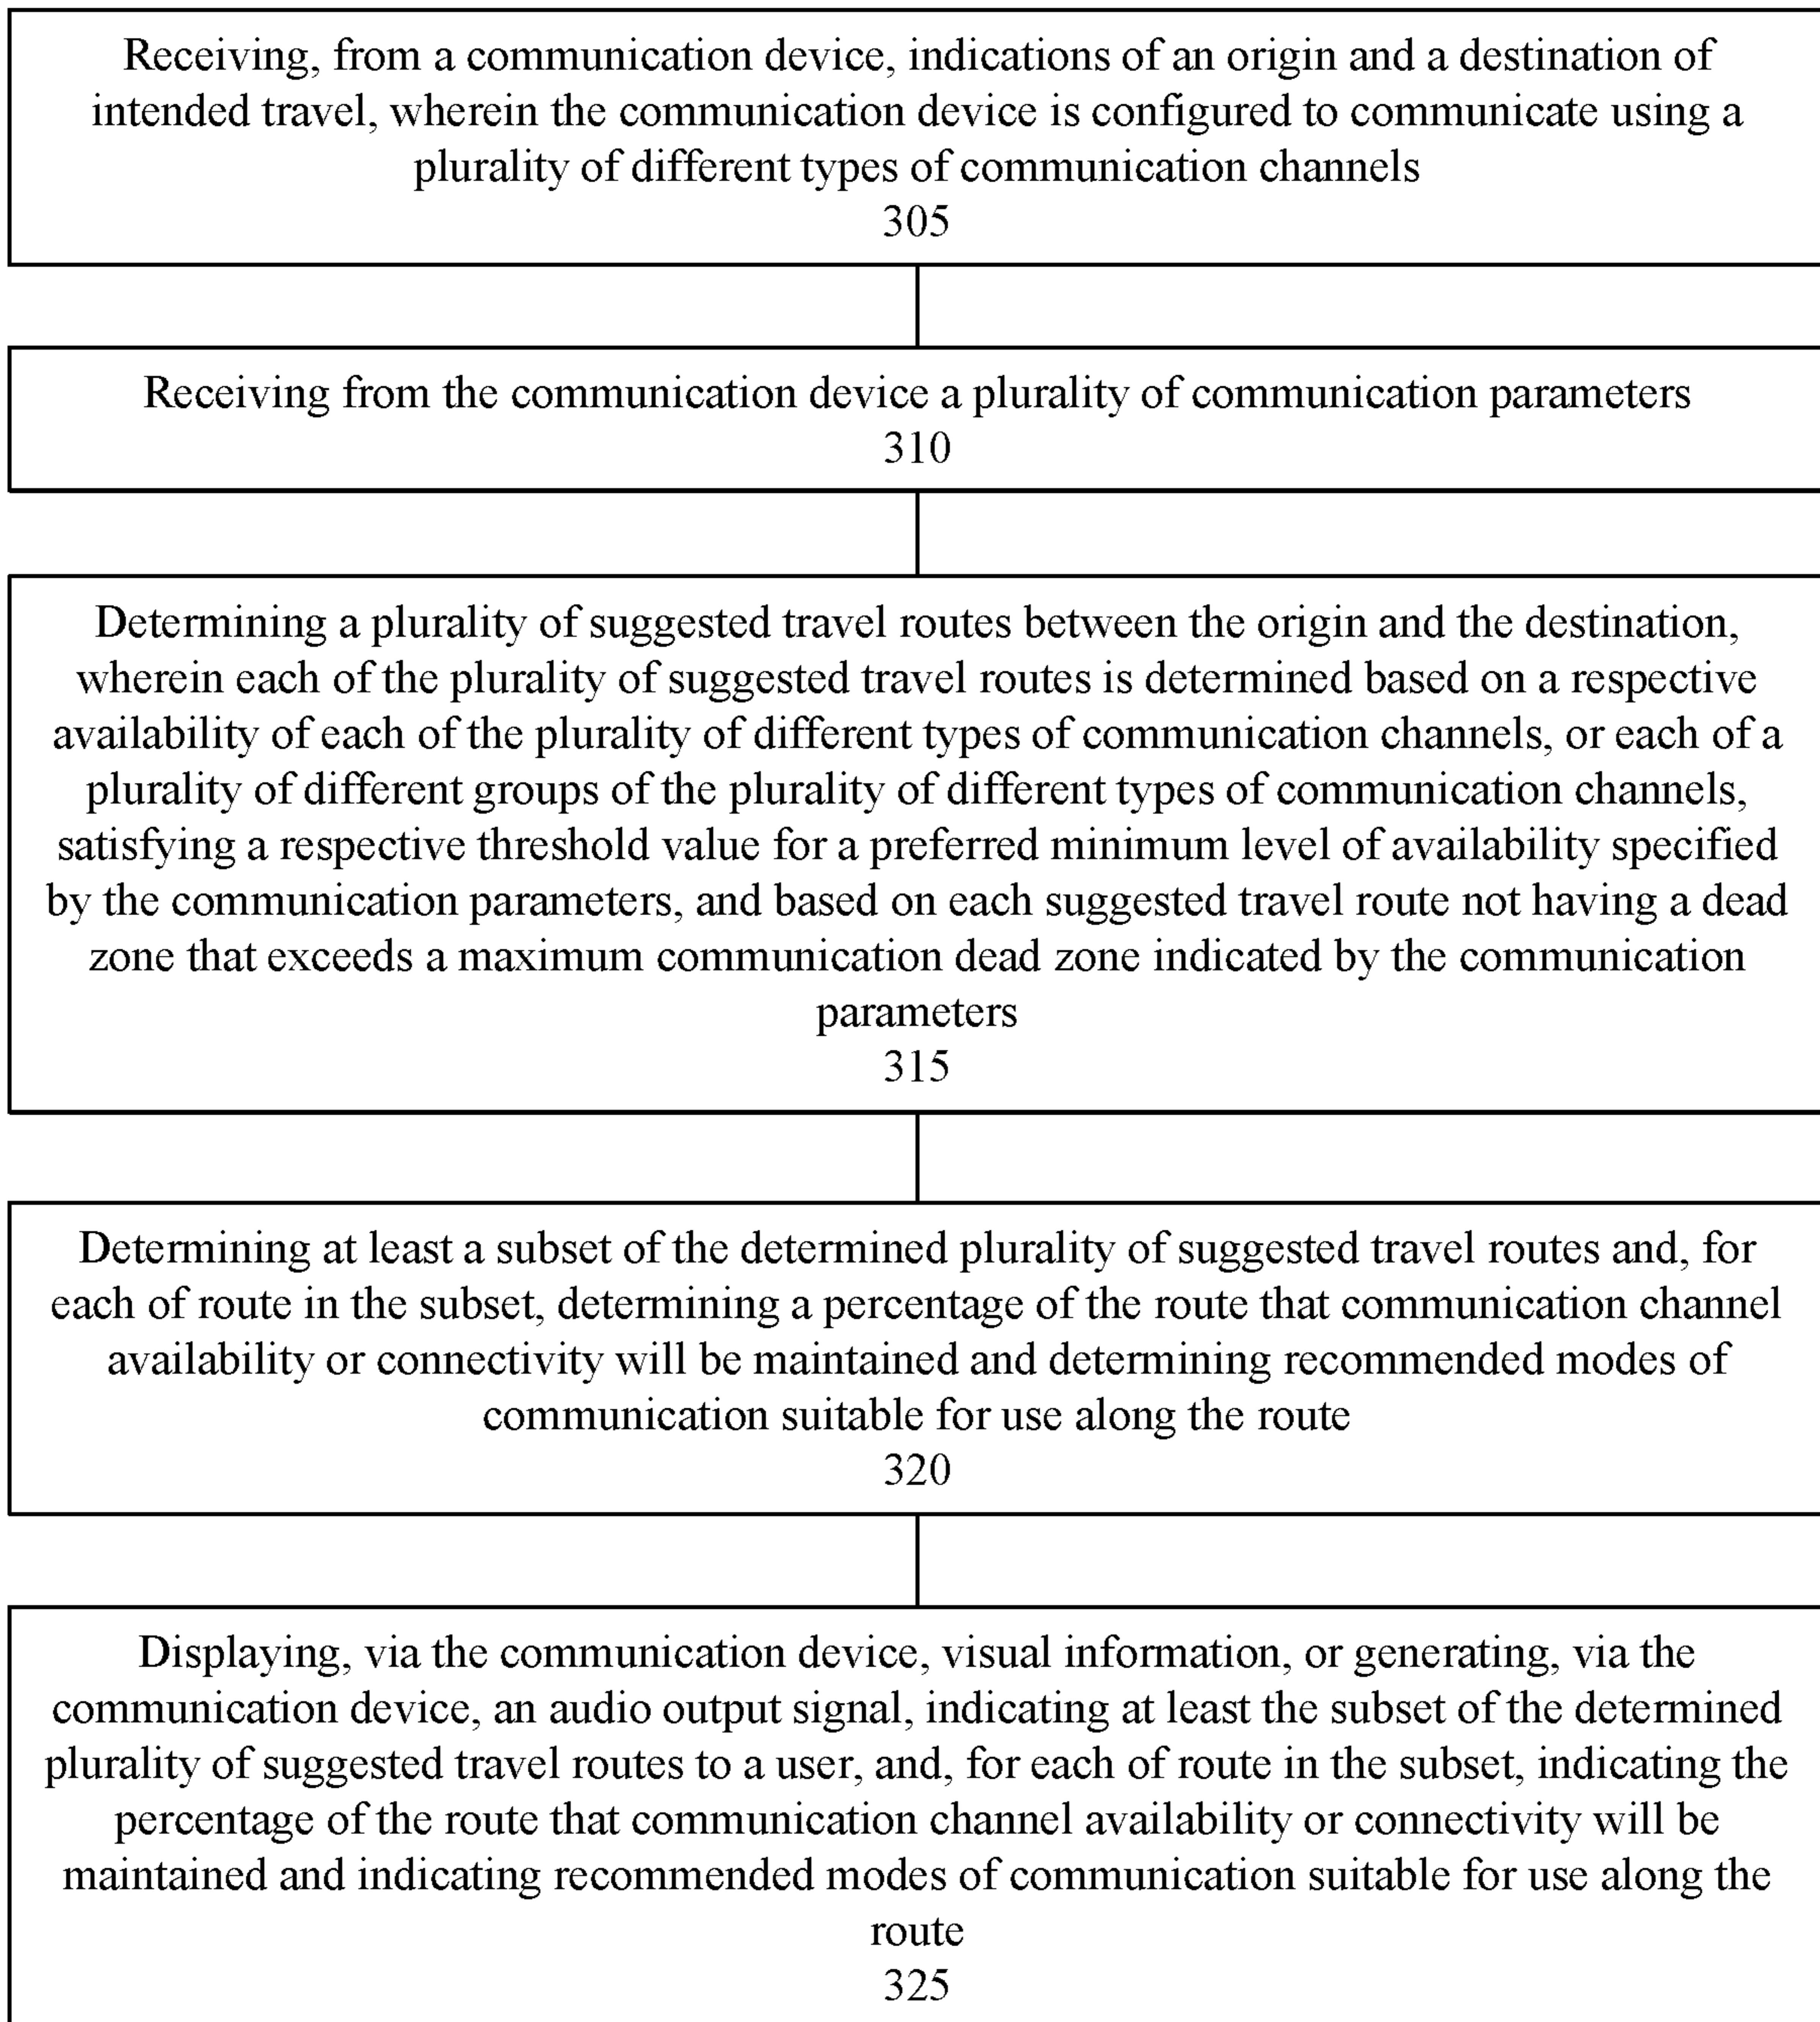 Receiving, from a communication device, indications of an origin and a destination of
intended travel, wherein the communication device is configured to communicate using a
plurality of different types of communication channels
305
Receiving from the communication device a plurality of communication parameters
310
Determining a plurality of suggested travel routes between the origin and the destination,
wherein each of the plurality of suggested travel routes is determined based on a respective
availability of each of the plurality of different types of communication channels, or each of a
plurality of different groups of the plurality of different types of communication channels,
satisfying a respective threshold value for a preferred minimum level of availability specified
by the communication parameters, and based on each suggested travel route not having a dead
zone that exceeds a maximum communication dead zone indicated by the communication
parameters
315
Determining at least a subset of the determined plurality of suggested travel routes and, for
each of route in the subset, determining a percentage of the route that communication channel
availability or connectivity will be maintained and determining recommended modes of
communication suitable for use along the route
320
Displaying, via the communication device, visual information, or generating, via the
communication device, an audio output signal, indicating at least the subset of the determined
plurality of suggested travel routes to a user, and, for each of route in the subset, indicating the
percentage of the route that communication channel availability or connectivity will be
maintained and indicating recommended modes of communication suitable for use along the
route
325